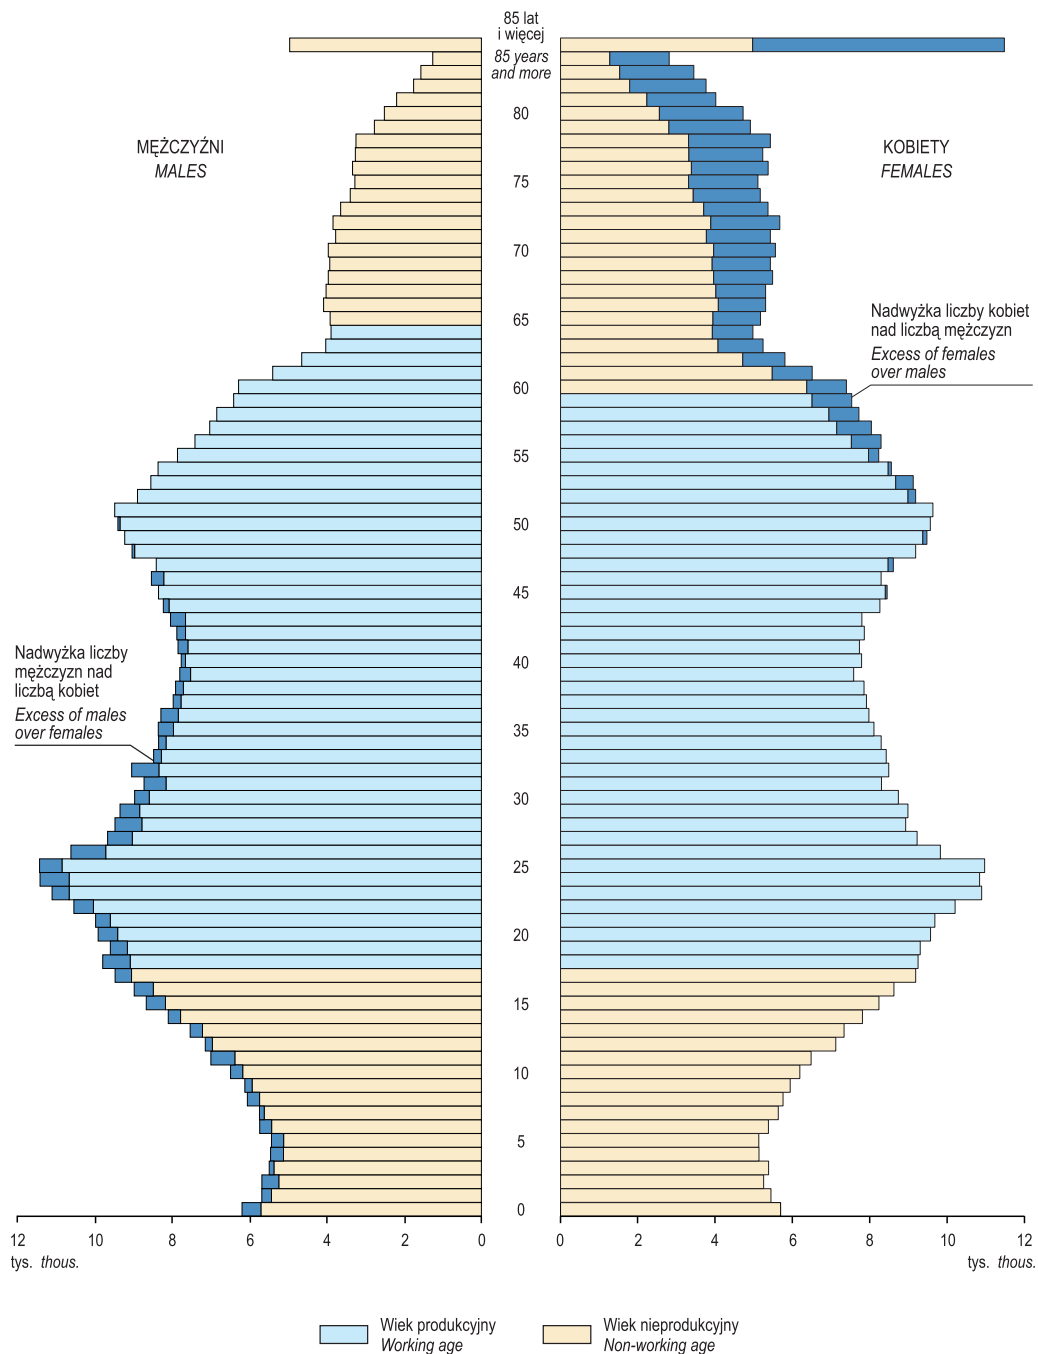 85 lat
i więcej
85 years
and more
80
75
70
65
60
55
50
45
40
35
30
25
20
15
10
5
0
MĘŻCZYŹNI
MALES
KOBIETY
FEMALES
Nadwyżka liczby kobiet
nad liczbą mężczyzn
Excess of females
over males
Nadwyżka liczby
mężczyzn nad
liczbą kobiet
Excess of males
over females
12 10 8 6 4 2 0
0 2 4 6 8 10 12
tys. thous.
tys. thous.
Wiek produkcyjny
Working age
Wiek nieprodukcyjny
Non-working age